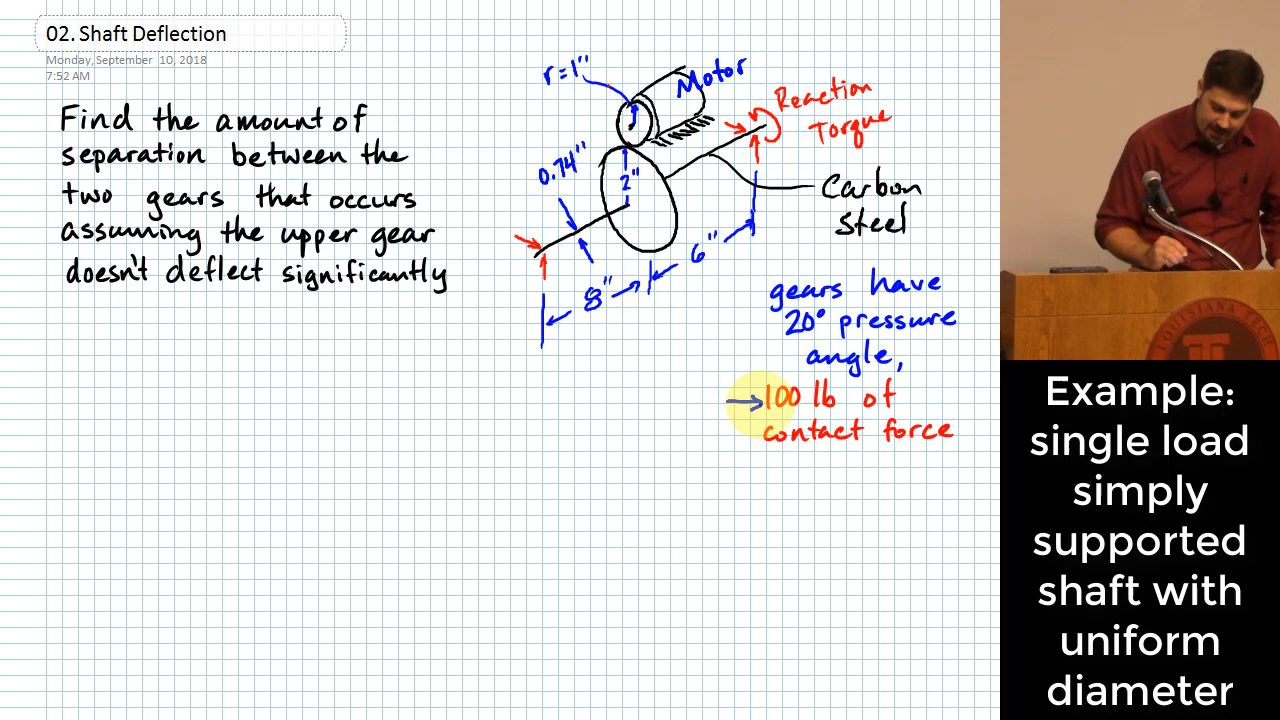 02. Shaft Deflection
Monday, September 10, 2018
7:52 AM
Find the amount of
separation between the
two gears that occurs
assuming the upper gear
doesn't deflect significantly
r=1"
Motor
Reaction
Torque
0.74"
2"
Carbon
steel
6"
8"
gears have
20° pressure
angle,
→100 lb of
contact force
LOUISIANA TECH
Example:
single load
simply
supported
shaft with
uniform
diameter